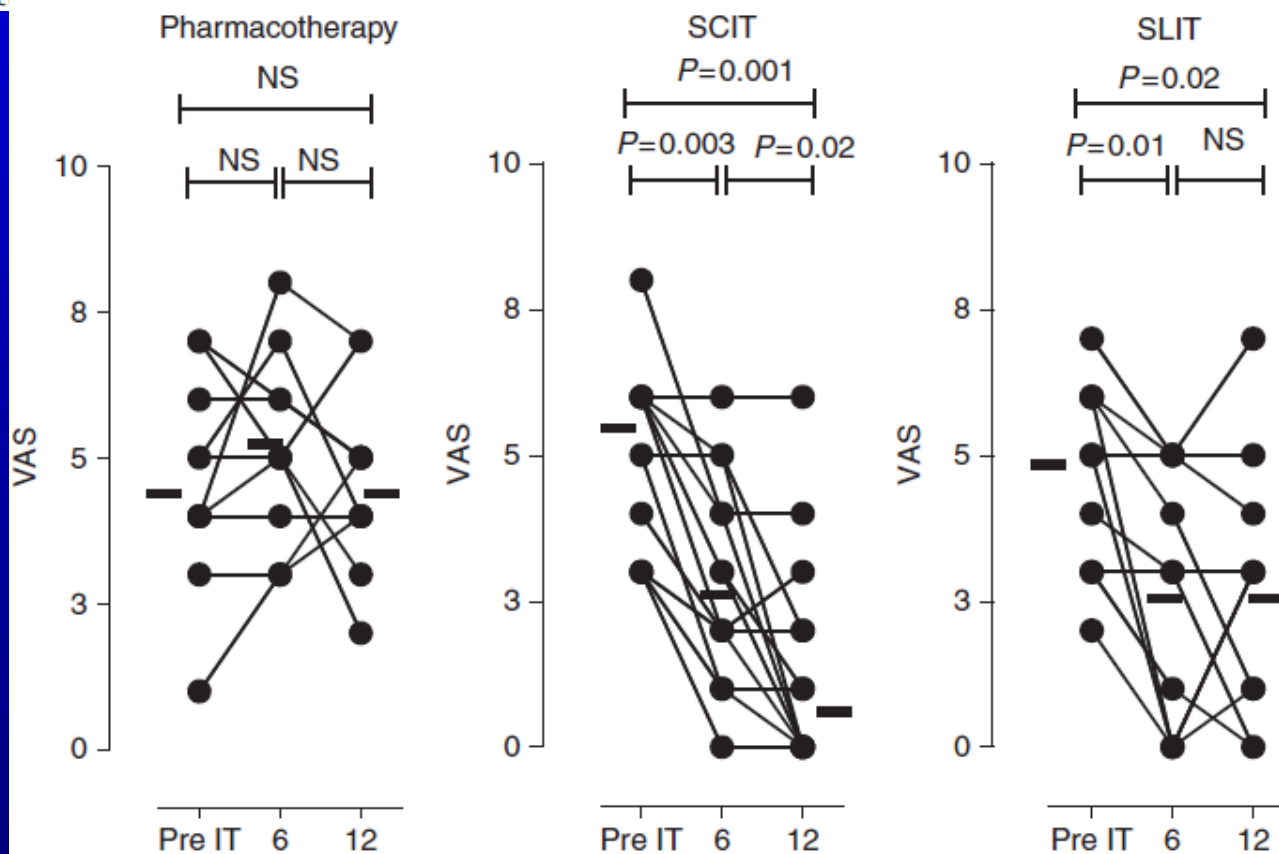 Pharmacotherapy
NS
NS NS
10
8
5
3
0
VAS
Pre IT 6 12
SCIT
P=0.001
P=0.003 P=0.02
10
8
5
3
0
VAS
Pre IT 6 12
SLIT
P=0.02
P=0.01 NS
10
8
5
3
0
VAS
Pre IT 6 12